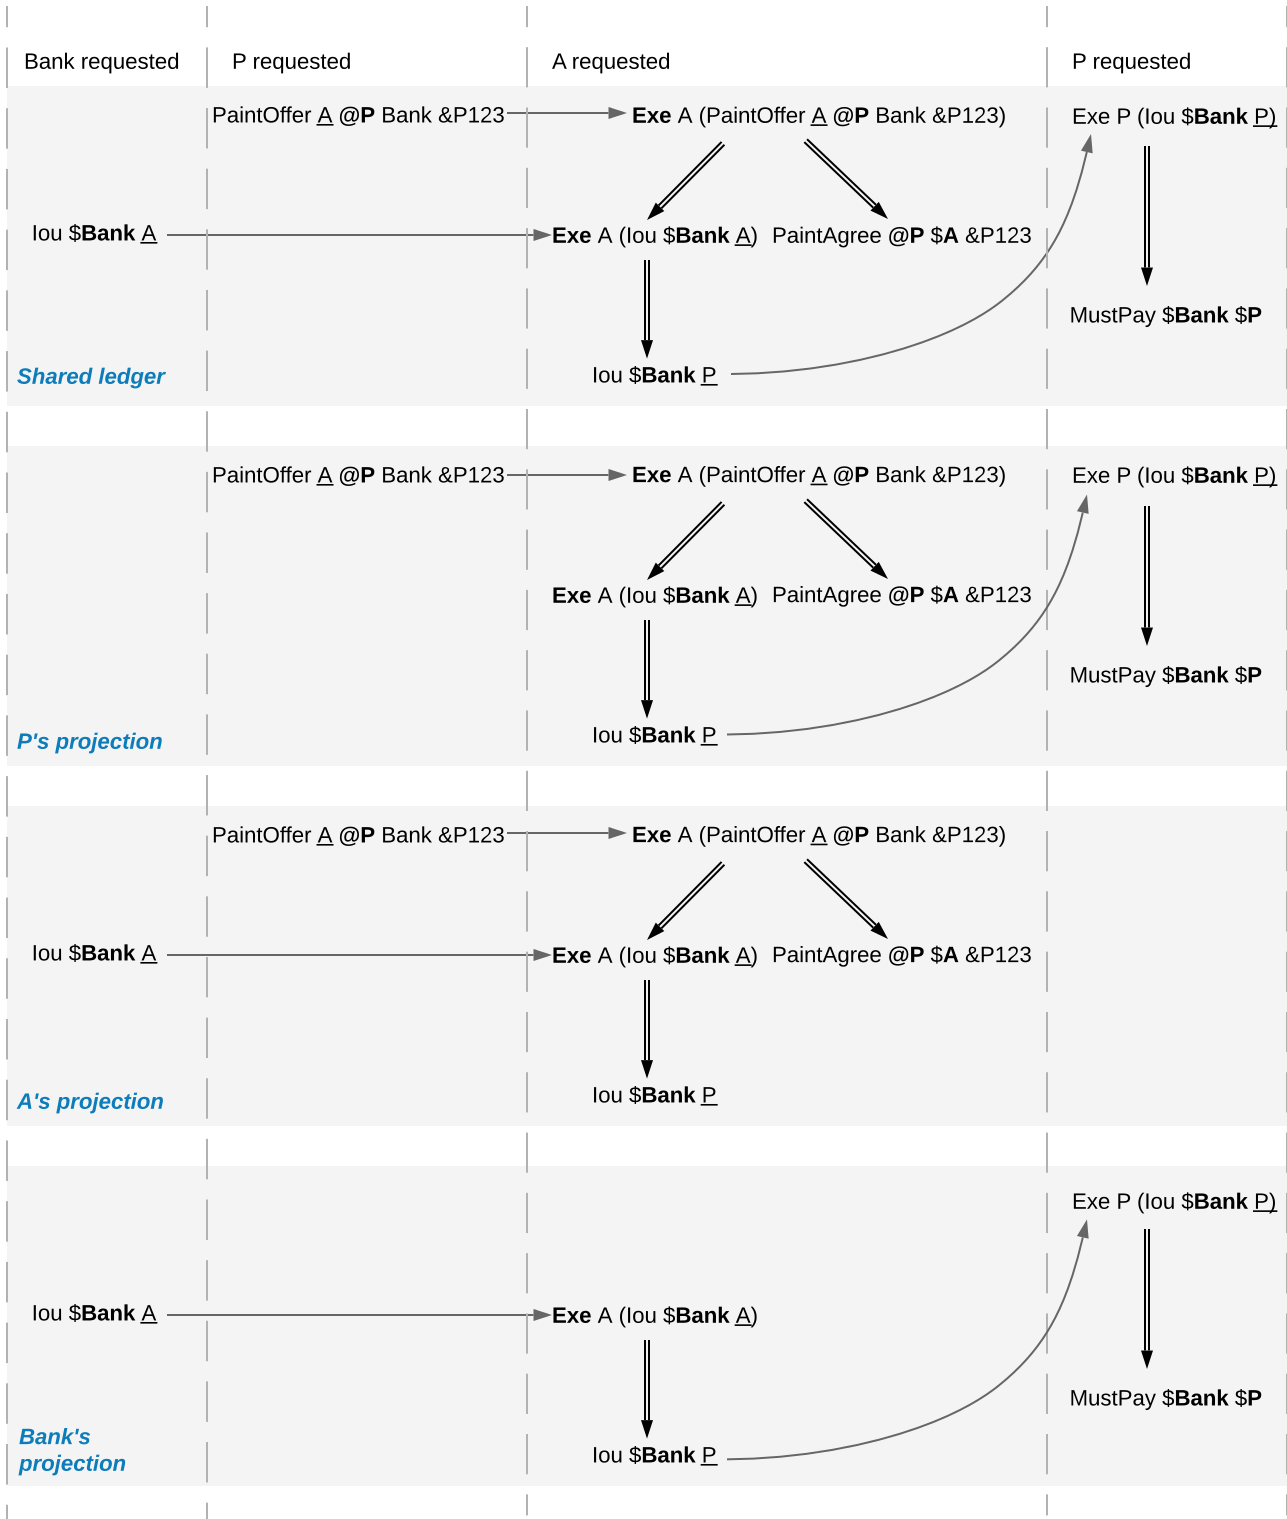 Bank requested
P requested
A requested
P requested
PaintOffer A @P Bank &P123
Exe A (PaintOffer A @P Bank &P123)
Exe P (Iou $Bank P)
Iou $Bank A
Exe A (Iou $Bank A)
PaintAgree @P $A &P123
MustPay $Bank $P
Iou $Bank P
Shared ledger
PaintOffer A @P Bank &P123
Exe A (PaintOffer A @P Bank &P123)
Exe P (Iou $Bank P)
Exe A (Iou $Bank A)
PaintAgree @P $A &P123
MustPay $Bank $P
Iou $Bank P
P's projection
PaintOffer A @P Bank &P123
Exe A (PaintOffer A @P Bank &P123)
Iou $Bank A
Exe A (Iou $Bank A)
PaintAgree @P $A &P123
Iou $Bank P
A's projection
Exe P (Iou $Bank P)
Iou $Bank A
Exe A (Iou $Bank A)
MustPay $Bank $P
Iou $Bank P
Bank's
projection